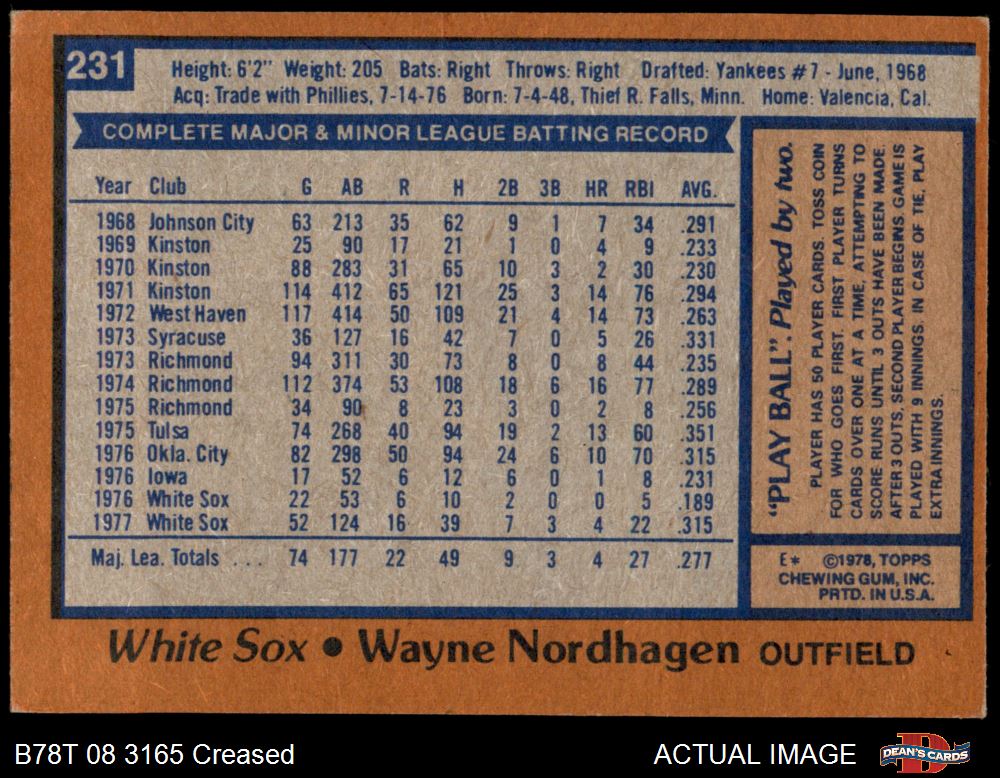 231
Height: 6'2" Weight: 205 Bats: Right Throws: Right Drafted: Yankees #7 - June, 1968
Acq: Trade with Phillies, 7-14-76 Born: 7-4-48, Thief R. Falls, Minn. Home: Valencia, Cal.
COMPLETE MAJOR & MINOR LEAGUE BATTING RECORD
Year Club G AB R H 2B 3B HR RBI AVG.
1968 Johnson City 63 213 35 62 9 1 7 34 .291
1969 Kinston 25 90 17 21 1 0 4 9 .233
1970 Kinston 88 283 31 65 10 3 2 30 .230
1971 Kinston 114 412 65 121 25 3 14 76 .294
1972 West Haven 117 414 50 109 21 4 14 73 .263
1973 Syracuse 36 127 16 42 7 0 5 26 .331
1973 Richmond 94 311 30 73 8 0 8 44 .235
1974 Richmond 112 374 53 108 18 6 16 77 .289
1975 Richmond 34 90 8 23 3 0 2 8 .256
1975 Tulsa 74 268 40 94 19 2 13 60 .351
1976 Okla. City 82 298 50 94 24 6 10 70 .315
1976 Iowa 17 52 6 12 6 0 1 8 .231
1976 White Sox 22 53 6 10 2 0 0 5 .189
1977 White Sox 52 124 16 39 7 3 4 22 .315
Maj. Lea. Totals . . . 74 177 22 49 9 3 4 27 .277
"PLAY BALL". Played by two.
PLAYER HAS 50 PLAYER CARDS. TOSS COIN
FOR WHO GOES FIRST. FIRST PLAYER TURNS
CARDS OVER ONE AT A TIME, ATTEMPTING TO
SCORE RUNS UNTIL 3 OUTS HAVE BEEN MADE.
AFTER 3 OUTS, SECOND PLAYER BEGINS. GAME IS
PLAYED WITH 9 INNINGS. IN CASE OF TIE, PLAY
EXTRA INNINGS.
E* ©1978, TOPPS
CHEWING GUM, INC.
PRTD. IN U.S.A.
White Sox • Wayne Nordhagen OUTFIELD
B78T 08 3165 Creased
ACTUAL IMAGE
DEAN'S CARDS